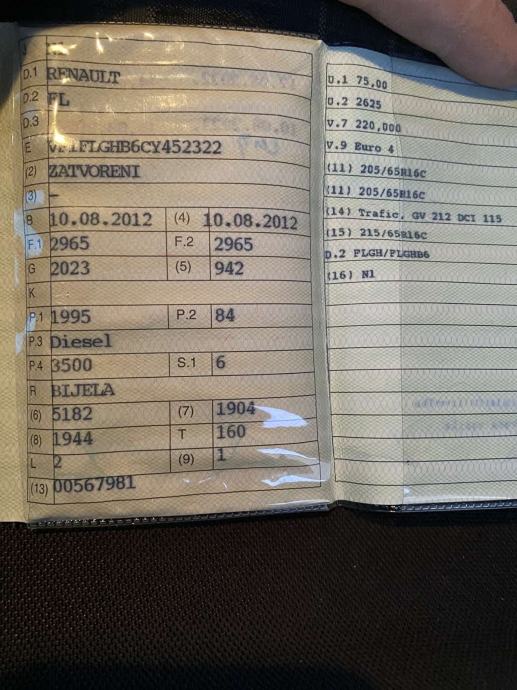 D.1 RENAULT
D.2 FL
D.3
E VF1FLGHB6CY452322
(2) ZATVORENI
(3) -
B 10.08.2012 (4) 10.08.2012
F.1 2965 F.2 2965
G 2023 (5) 942
K
P.1 1995 P.2 84
P.3 Diesel
P.4 3500 S.1 6
R BIJELA
(6) 5182 (7) 1904
(8) 1944 T 160
L 2 (9) 1
(13) 00567981
U.1 75,00
U.2 2625
V.7 220,000
V.9 Euro 4
(11) 205/65R16C
(11) 205/65R16C
(14) Trafic, GV 212 DCI 115
(15) 215/65R16C
D.2 FLGH/FLGHB6
(16) N1